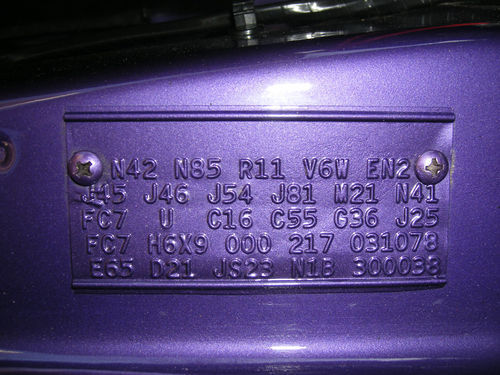 N42 N85 R11 V6W EN2
J45 J46 J54 J81 M21 N41
FC7 U C16 C55 G36 J25
FC7 H6X9 000 217 031078
E65 D21 JS23 N1B 300038